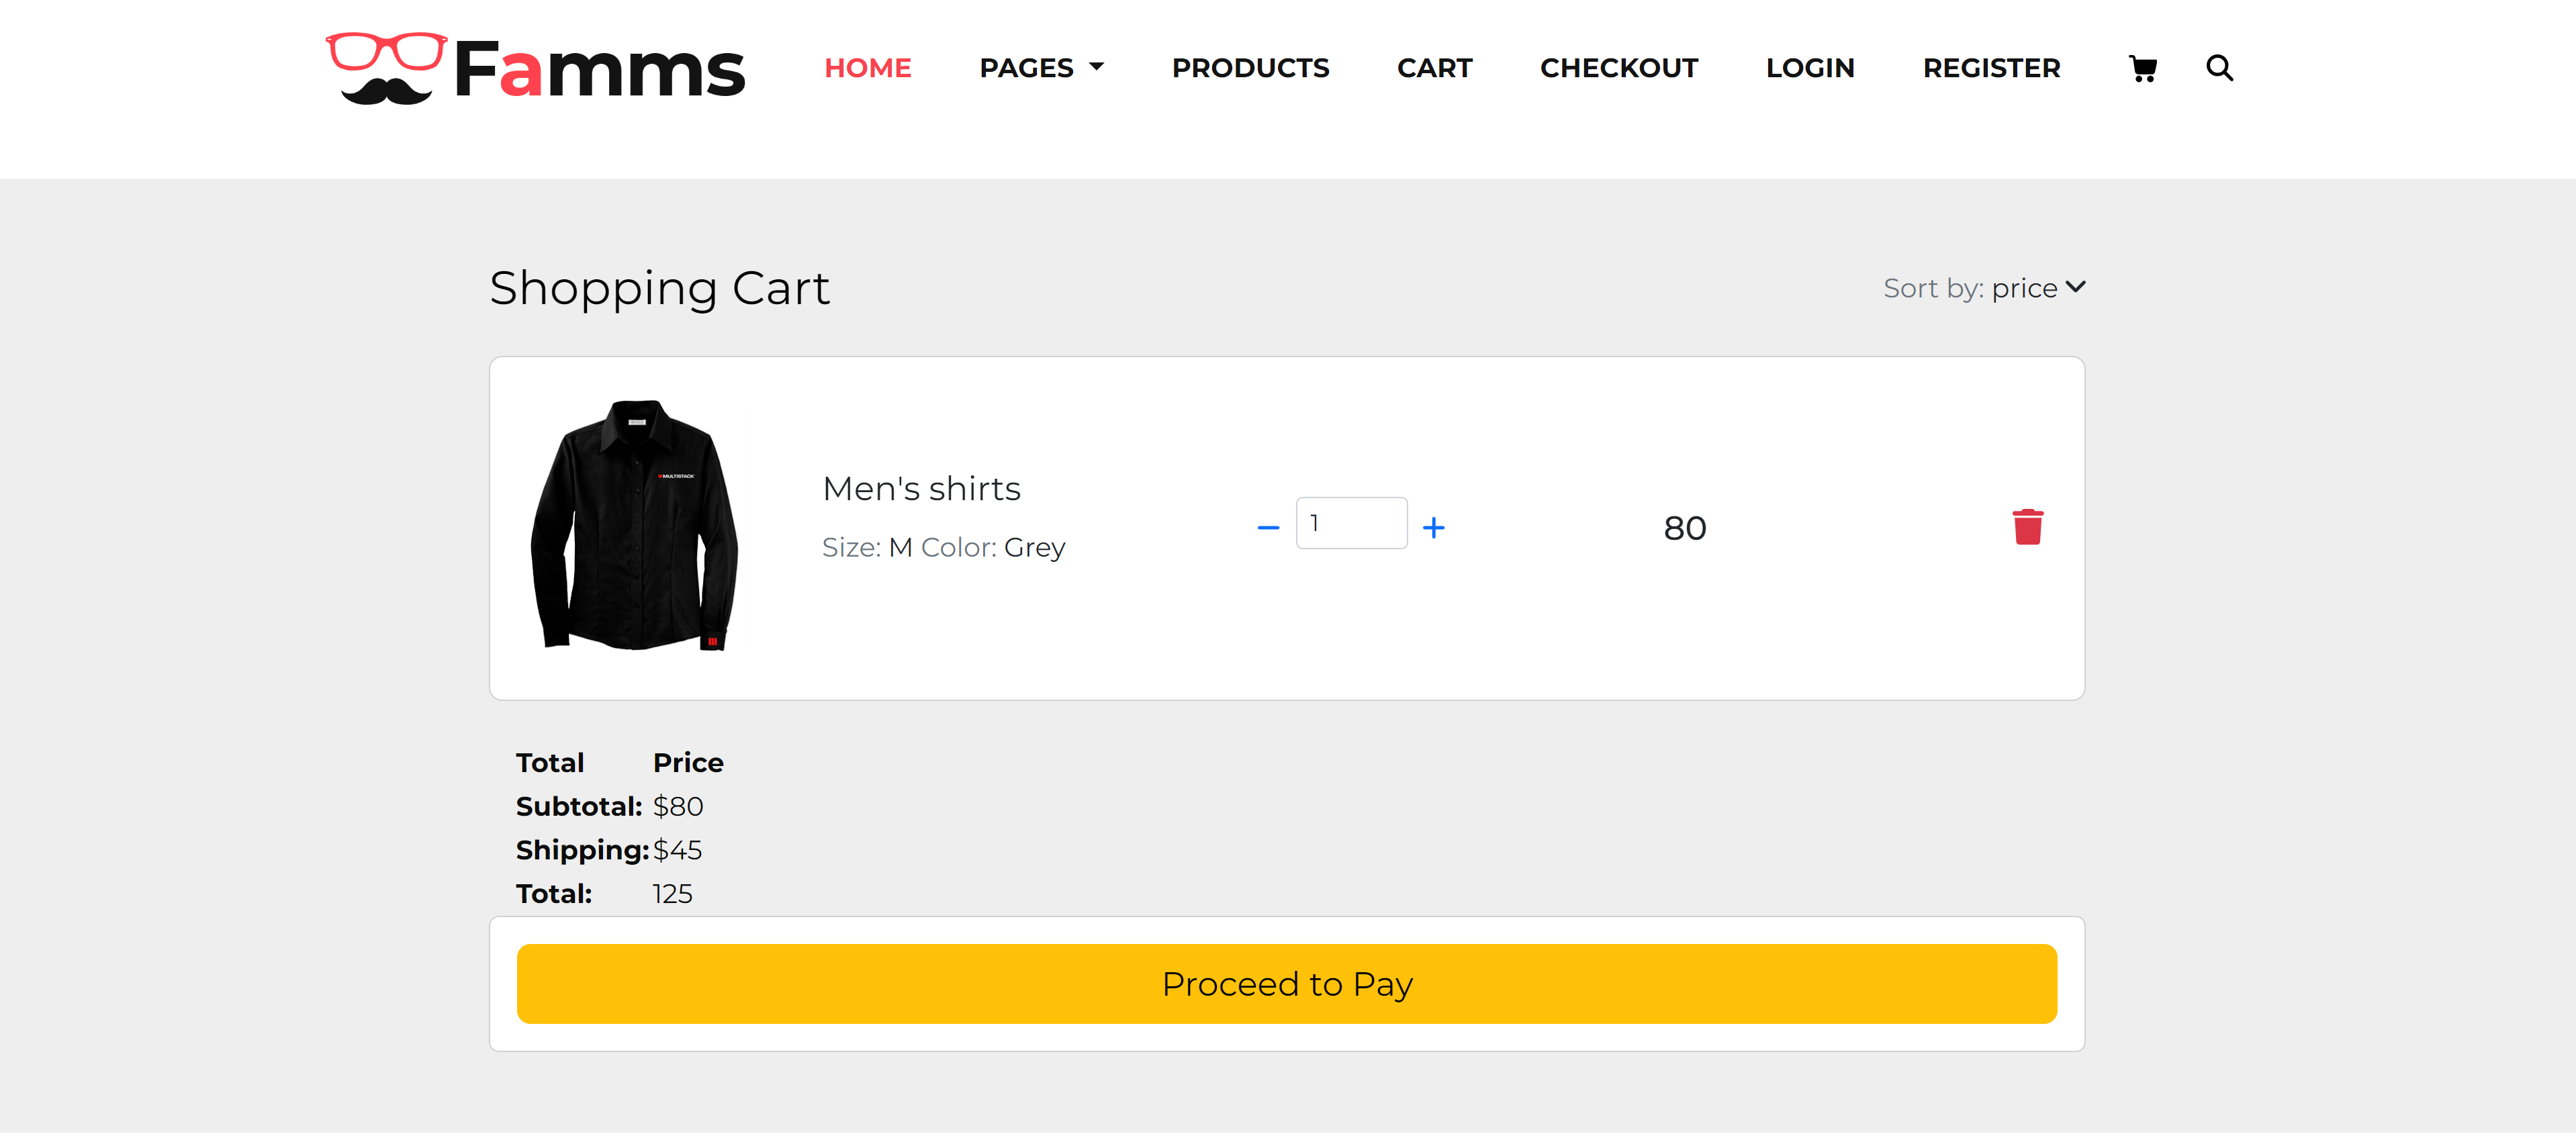 Famms
HOME PAGES PRODUCTS CART CHECKOUT LOGIN REGISTER
Shopping Cart
Sort by: price
MULTISTACK
Men's shirts
Size: M Color: Grey
1
80
Total Price
Subtotal: $80
Shipping: $45
Total: 125
Proceed to Pay